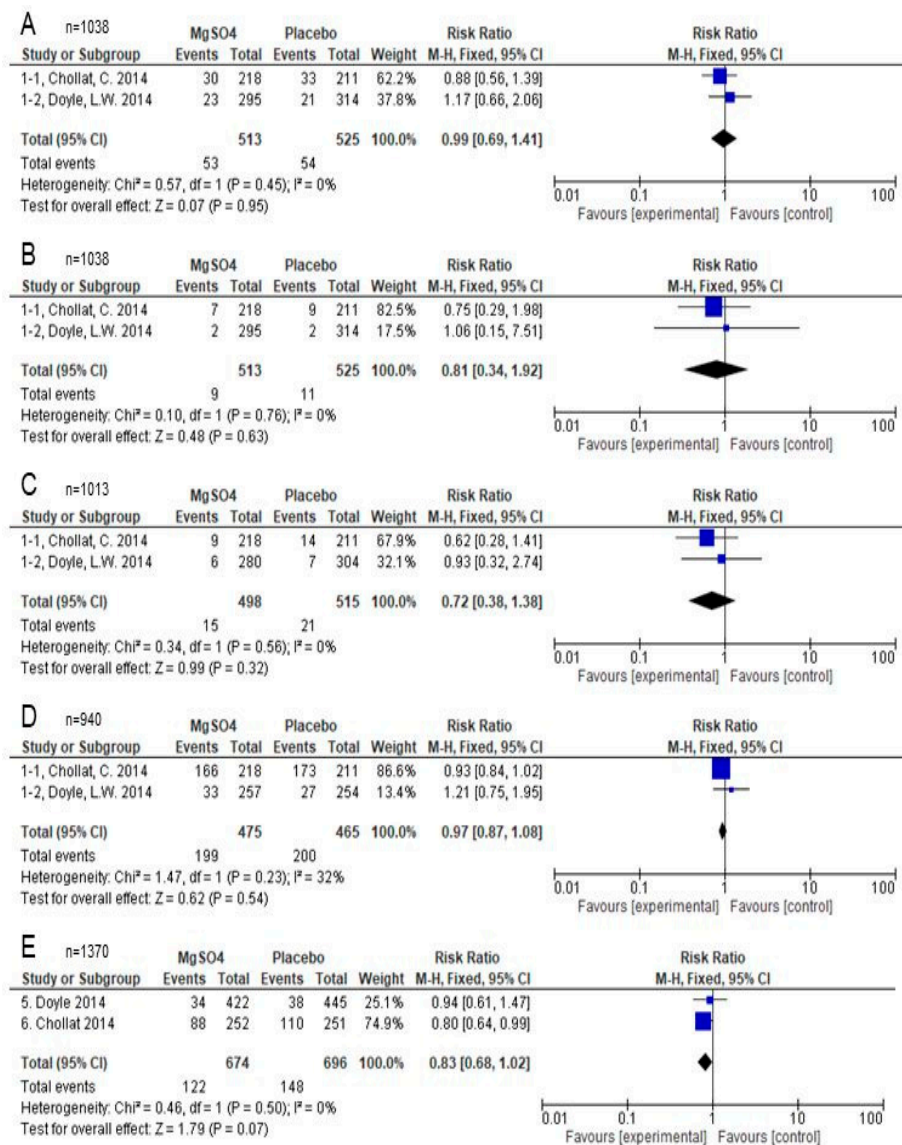 A n=1038
MgSO4 Placebo Risk Ratio Risk Ratio
Study or Subgroup Events Total Events Total Weight M-H, Fixed, 95% CI M-H, Fixed, 95% CI
1-1, Chollat, C. 2014 30 218 33 211 62.2% 0.88 [0.56, 1.39]
1-2, Doyle, L.W. 2014 23 295 21 314 37.8% 1.17 [0.66, 2.06]
Total (95% CI) 513 525 100.0% 0.99 [0.69, 1.41]
Total events 53 54
Heterogeneity: Chi² = 0.57, df = 1 (P = 0.45); I² = 0%
Test for overall effect: Z = 0.07 (P = 0.95)
0.01 0.1 1 10 100
Favours [experimental] Favours [control]
B n=1038
MgSO4 Placebo Risk Ratio Risk Ratio
Study or Subgroup Events Total Events Total Weight M-H, Fixed, 95% CI M-H, Fixed, 95% CI
1-1, Chollat, C. 2014 7 218 9 211 82.5% 0.75 [0.29, 1.98]
1-2, Doyle, L.W. 2014 2 295 2 314 17.5% 1.06 [0.15, 7.51]
Total (95% CI) 513 525 100.0% 0.81 [0.34, 1.92]
Total events 9 11
Heterogeneity: Chi² = 0.10, df = 1 (P = 0.76); I² = 0%
Test for overall effect: Z = 0.48 (P = 0.63)
0.01 0.1 1 10 100
Favours [experimental] Favours [control]
C n=1013
MgSO4 Placebo Risk Ratio Risk Ratio
Study or Subgroup Events Total Events Total Weight M-H, Fixed, 95% CI M-H, Fixed, 95% CI
1-1, Chollat, C. 2014 9 218 14 211 67.9% 0.62 [0.28, 1.41]
1-2, Doyle, L.W. 2014 6 280 7 304 32.1% 0.93 [0.32, 2.74]
Total (95% CI) 498 515 100.0% 0.72 [0.38, 1.38]
Total events 15 21
Heterogeneity: Chi² = 0.34, df = 1 (P = 0.56); I² = 0%
Test for overall effect: Z = 0.99 (P = 0.32)
0.01 0.1 1 10 100
Favours [experimental] Favours [control]
D n=940
MgSO4 Placebo Risk Ratio Risk Ratio
Study or Subgroup Events Total Events Total Weight M-H, Fixed, 95% CI M-H, Fixed, 95% CI
1-1, Chollat, C. 2014 166 218 173 211 86.6% 0.93 [0.84, 1.02]
1-2, Doyle, L.W. 2014 33 257 27 254 13.4% 1.21 [0.75, 1.95]
Total (95% CI) 475 465 100.0% 0.97 [0.87, 1.08]
Total events 199 200
Heterogeneity: Chi² = 1.47, df = 1 (P = 0.23); I² = 32%
Test for overall effect: Z = 0.62 (P = 0.54)
0.01 0.1 1 10 100
Favours [experimental] Favours [control]
E n=1370
MgSO4 Placebo Risk Ratio Risk Ratio
Study or Subgroup Events Total Events Total Weight M-H, Fixed, 95% CI M-H, Fixed, 95% CI
5. Doyle 2014 34 422 38 445 25.1% 0.94 [0.61, 1.47]
6. Chollat 2014 88 252 110 251 74.9% 0.80 [0.64, 0.99]
Total (95% CI) 674 696 100.0% 0.83 [0.68, 1.02]
Total events 122 148
Heterogeneity: Chi² = 0.46, df = 1 (P = 0.50); I² = 0%
Test for overall effect: Z = 1.79 (P = 0.07)
0.01 0.1 1 10 100
Favours [experimental] Favours [control]